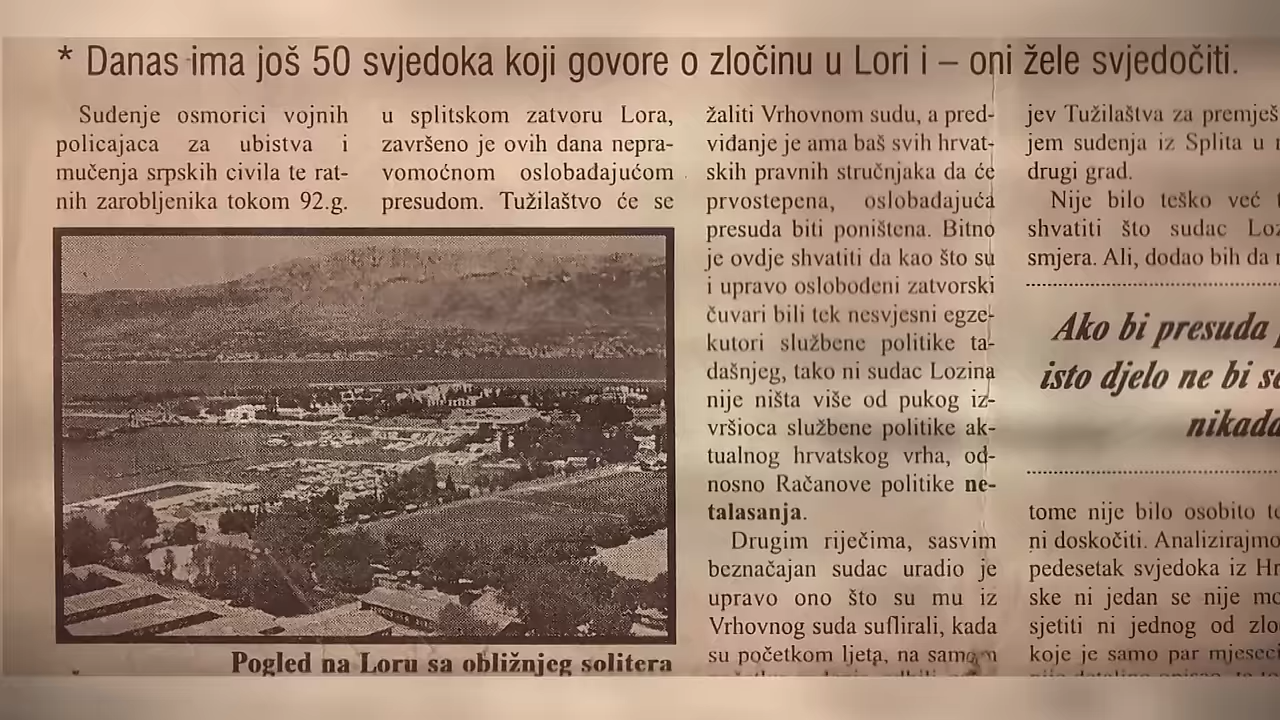 * Danas ima još 50 svjedoka koji govore o zločinu u Lori i – oni žele svjedočiti.
Suđenje osmorici vojnih
policajaca za ubistva i
mučenja srpskih civila te rat-
nih zarobljenika tokom 92.g.
u splitskom zatvoru Lora,
završeno je ovih dana nepra-
vomoćnom oslobađajućom
presudom. Tužilaštvo će se
Pogled na Loru sa obližnjeg solitera
žaliti Vrhovnom sudu, a pred-
viđanje je ama baš svih hrvat-
skih pravnih stručnjaka da će
prvostepena, oslobađajuća
presuda biti poništena. Bitno
je ovdje shvatiti da kao što su
i upravo oslobođeni zatvorski
čuvari bili tek nesvjesni egze-
kutori službene politike ta-
dašnjeg, tako ni sudac Lozina
nije ništa više od pukog iz-
vršioca službene politike ak-
tualnog hrvatskog vrha, od-
nosno Račanove politike ne-
talasanja.
Drugim riječima, sasvim
beznačajan sudac uradio je
upravo ono što su mu iz
Vrhovnog suda suflirali, kada
su početkom ljeta, na samom
jev Tužilaštva za premješ
jem suđenja iz Splita u
drugi grad.
Nije bilo teško već
shvatiti što sudac Loz
smjera. Ali, dodao bih da
Ako bi presuda
isto djelo ne bi se
nikada
tome nije bilo osobito te
ni doskočiti. Analizirajmo
pedesetak svjedoka iz Hr
ske ni jedan se nije mo
sjetiti ni jednog od zlo
koje je samo par mjeseci